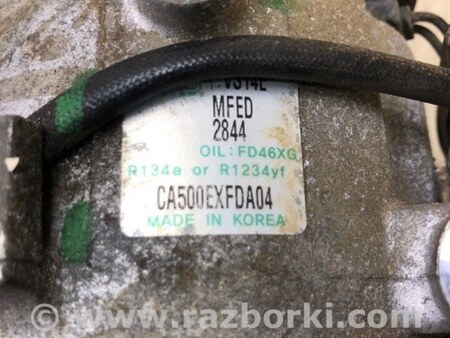 MFED
2844
OIL: FD46XG
R134a or R1234yf
CA500EXFDA04
MADE IN KOREA
www.razborki.com